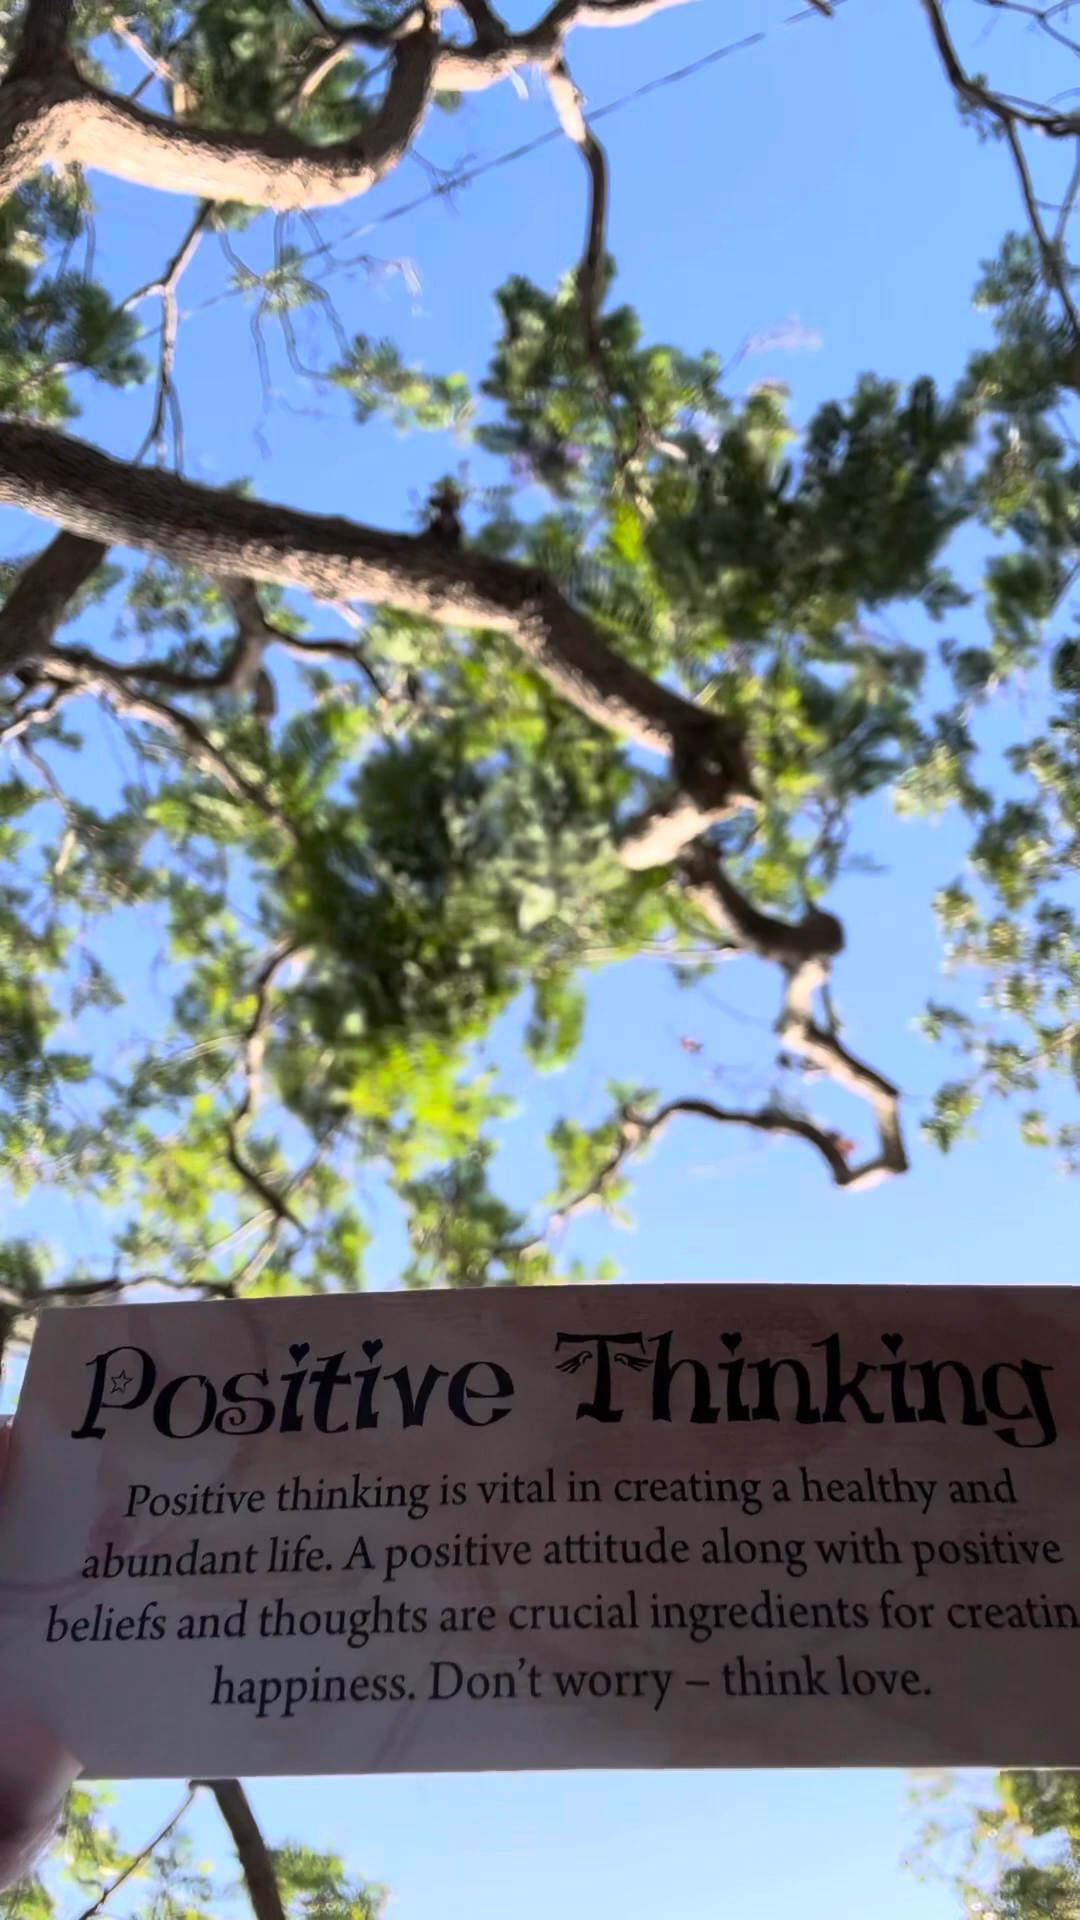 Positive Thinking
Positive thinking is vital in creating a healthy and
abundant life. A positive attitude along with positive
beliefs and thoughts are crucial ingredients for creatin
happiness. Don't worry – think love.